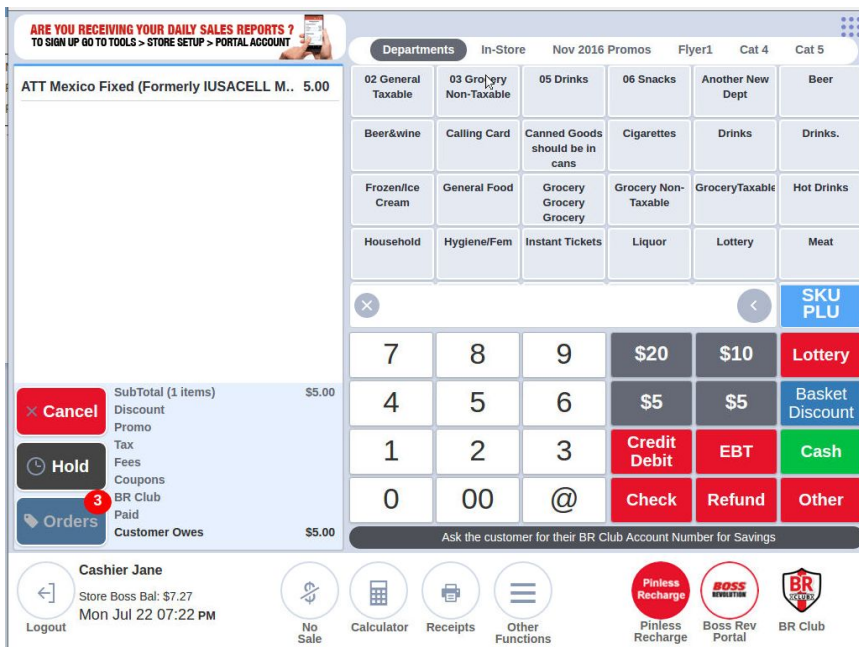 ARE YOU RECEIVING YOUR DAILY SALES REPORTS ?
TO SIGN UP GO TO TOOLS > STORE SETUP > PORTAL ACCOUNT
Departments In-Store Nov 2016 Promos Flyer1 Cat 4 Cat 5
ATT Mexico Fixed (Formerly IUSACELL M.. 5.00
02 General Taxable
03 Grocery Non-Taxable
05 Drinks
06 Snacks
Another New Dept
Beer
Beer&wine
Calling Card
Canned Goods should be in cans
Cigarettes
Drinks
Drinks.
Frozen/Ice Cream
General Food
Grocery Grocery Grocery
Grocery Non-Taxable
GroceryTaxable
Hot Drinks
Household
Hygiene/Fem
Instant Tickets
Liquor
Lottery
Meat
SKU PLU
7 8 9 $20 $10 Lottery
4 5 6 $5 $5 Basket Discount
1 2 3 Credit Debit EBT Cash
0 00 @ Check Refund Other
Ask the customer for their BR Club Account Number for Savings
Cancel
Hold
3
Orders
SubTotal (1 items) $5.00
Discount
Promo
Tax
Fees
Coupons
BR Club
Paid
Customer Owes $5.00
Cashier Jane
Store Boss Bal: $7.27
Mon Jul 22 07:22 PM
Logout
No Sale
Calculator
Receipts
Other Functions
Pinless Recharge
Pinless Recharge
BOSS REVOLUTION
Boss Rev Portal
BR CLUB
BR Club